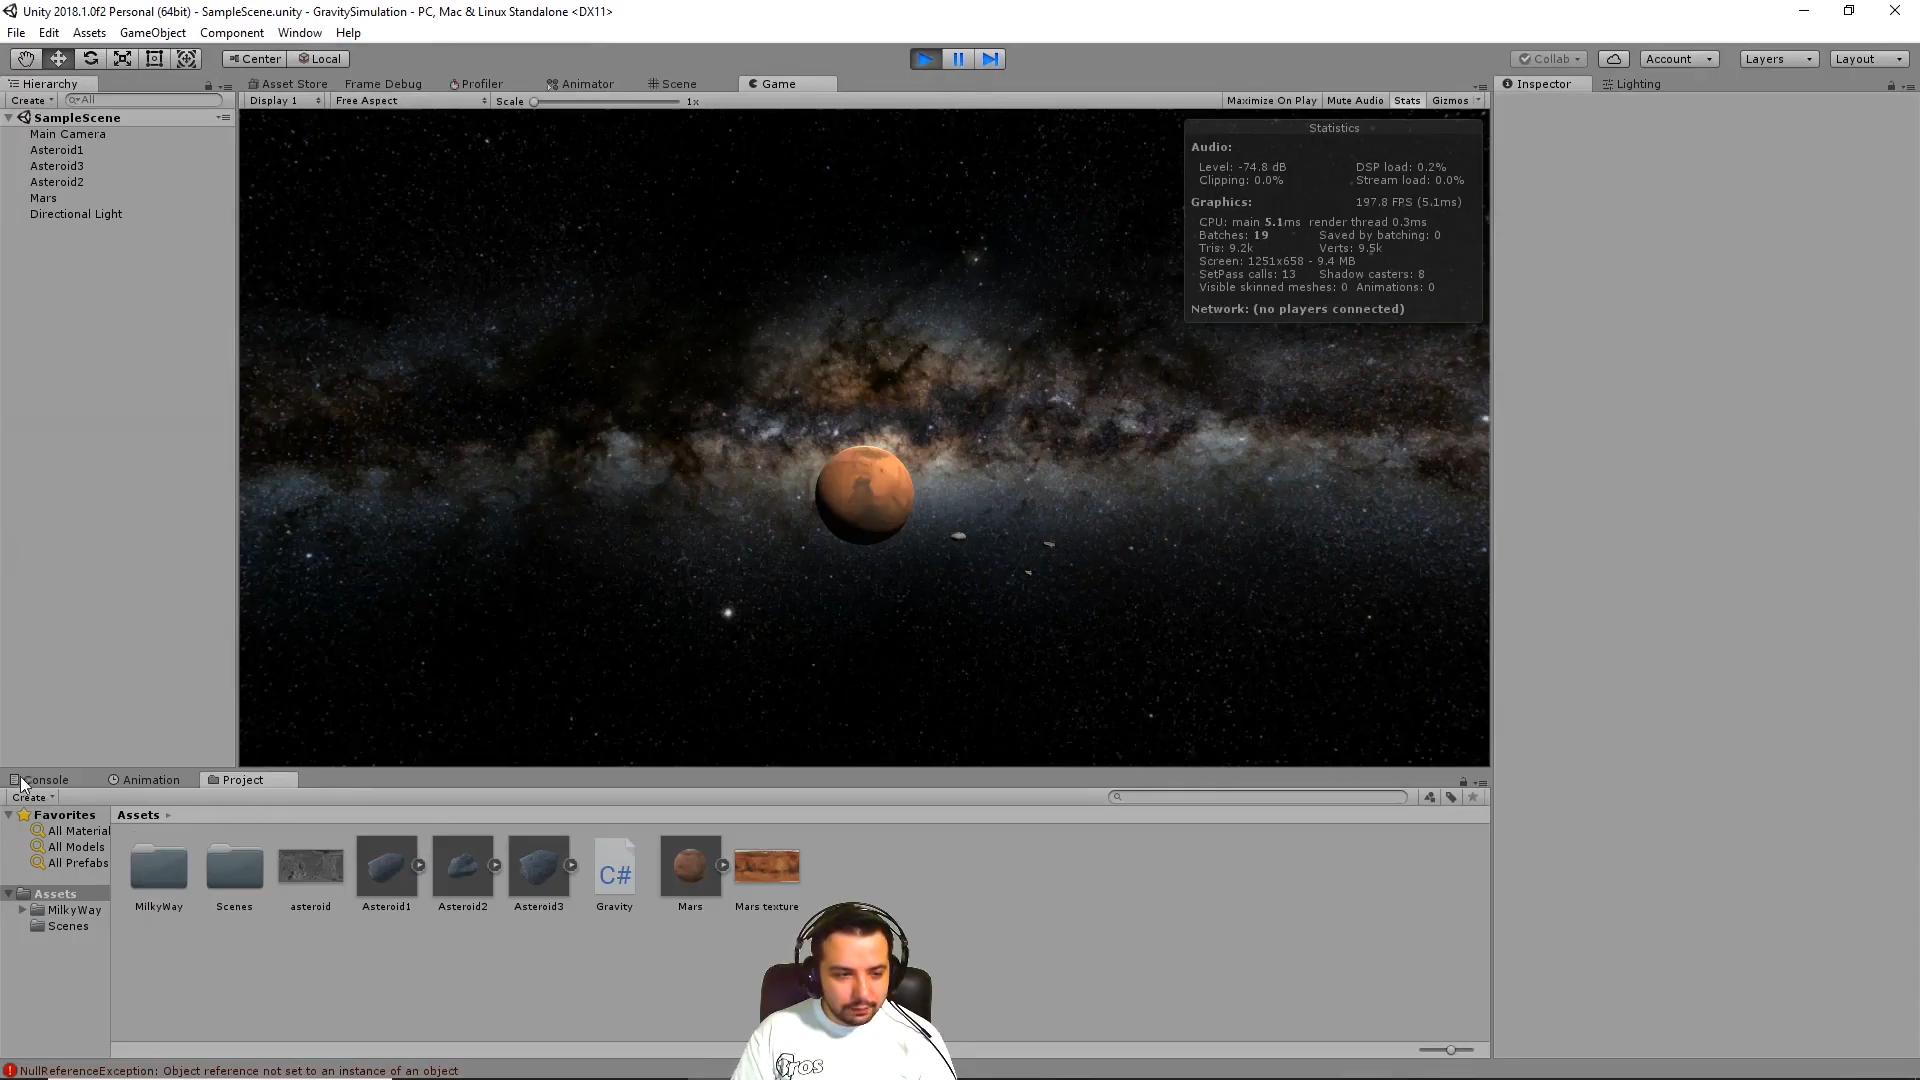 Unity 2018.1.0f2 Personal (64bit) - SampleScene.unity - GravitySimulation - PC, Mac & Linux Standalone <DX11>
File Edit Assets GameObject Component Window Help
Center Local Collab Account Layers Layout
Hierarchy Asset Store Frame Debug Profiler Animator Scene Game Inspector Lighting
Create All Display 1 Free Aspect Scale 1x Maximize On Play Mute Audio Stats Gizmos
SampleScene
Main Camera
Asteroid1
Asteroid3
Asteroid2
Mars
Directional Light
Statistics
Audio:
Level: -74.8 dB DSP load: 0.2%
Clipping: 0.0% Stream load: 0.0%
Graphics: 197.8 FPS (5.1ms)
CPU: main 5.1ms render thread 0.3ms
Batches: 19 Saved by batching: 0
Tris: 9.2k Verts: 9.5k
Screen: 1251x658 - 9.4 MB
SetPass calls: 13 Shadow casters: 8
Visible skinned meshes: 0 Animations: 0
Network: (no players connected)
Console Animation Project
Create
Favorites
All Material
All Models
All Prefabs
Assets
MilkyWay
Scenes
Assets
C#
MilkyWay Scenes asteroid Asteroid1 Asteroid2 Asteroid3 Gravity Mars Mars texture
Bros
NullReferenceException: Object reference not set to an instance of an object